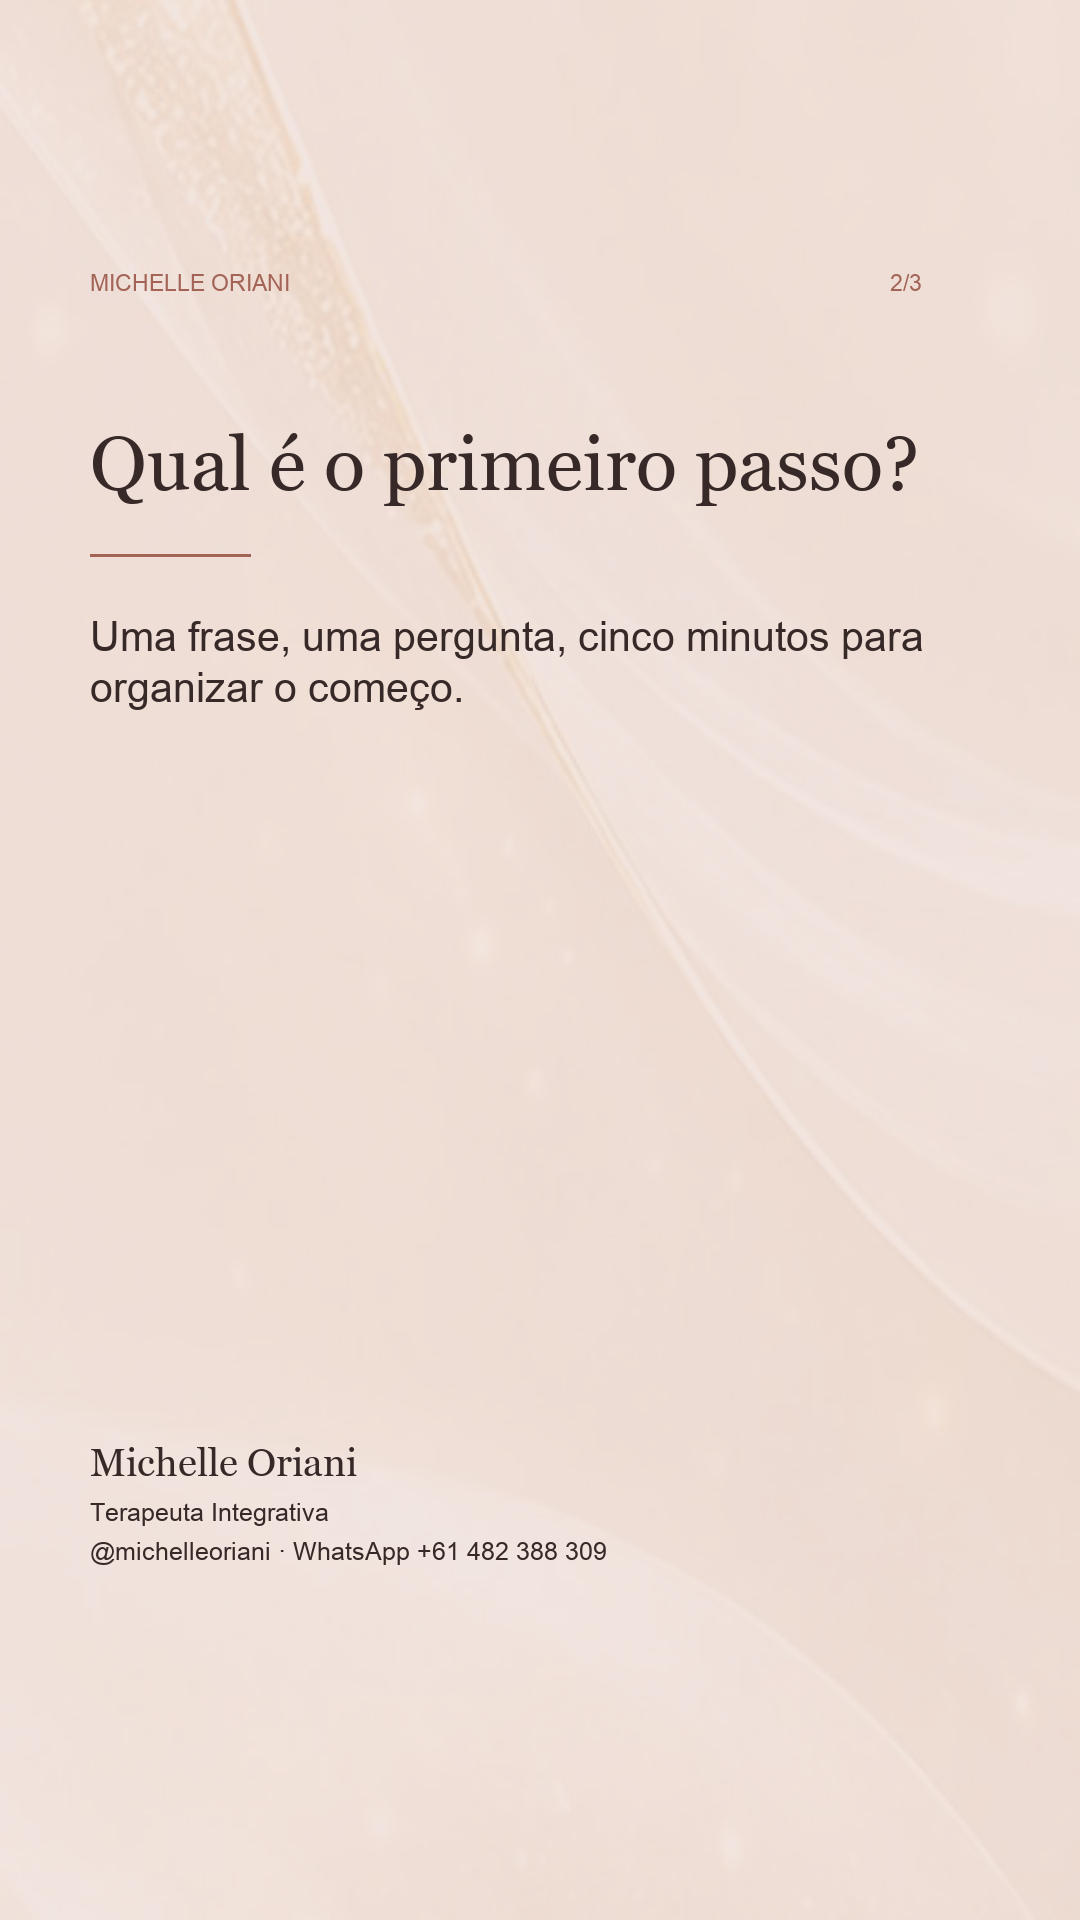 MICHELLE ORIANI
2/3
Qual é o primeiro passo?
Uma frase, uma pergunta, cinco minutos para
organizar o começo.
Michelle Oriani
Terapeuta Integrativa
@michelleoriani · WhatsApp +61 482 388 309